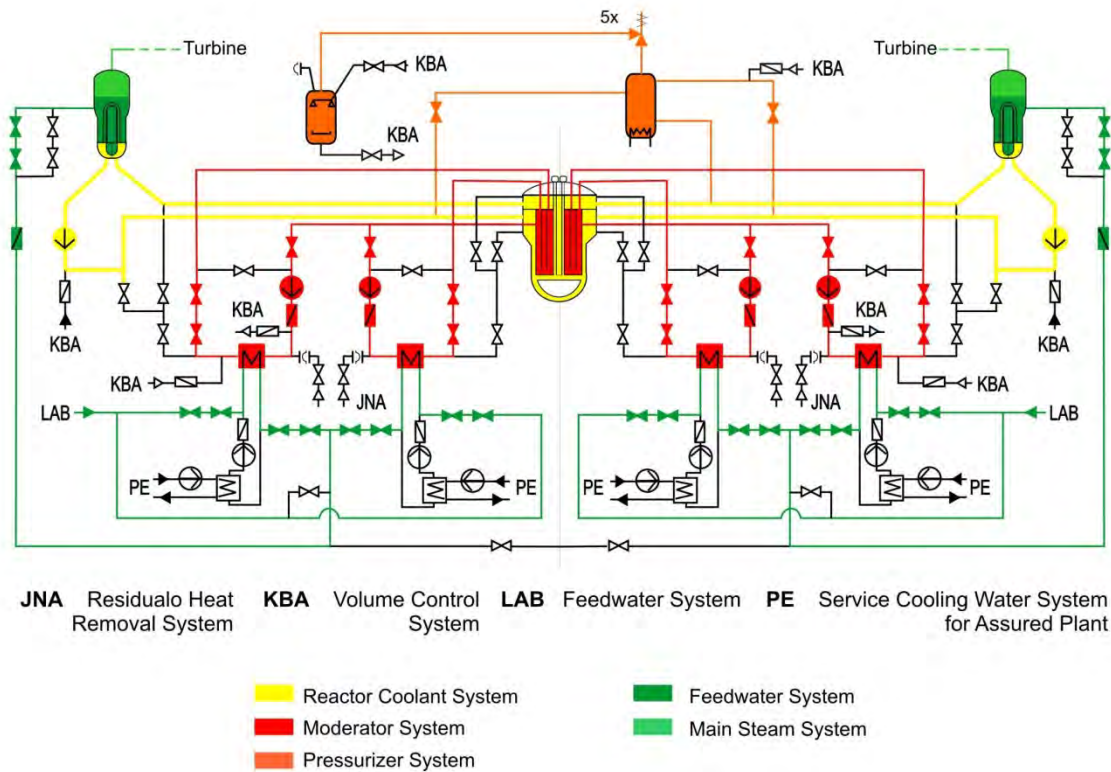 5x
Turbine
Turbine
KBA
KBA
KBA
KBA
KBA
KBA
KBA
KBA
KBA
JNA
JNA
LAB
LAB
PE
PE
PE
PE
JNA Residualo Heat Removal System
KBA Volume Control System
LAB Feedwater System
PE Service Cooling Water System for Assured Plant
Reactor Coolant System
Moderator System
Pressurizer System
Feedwater System
Main Steam System